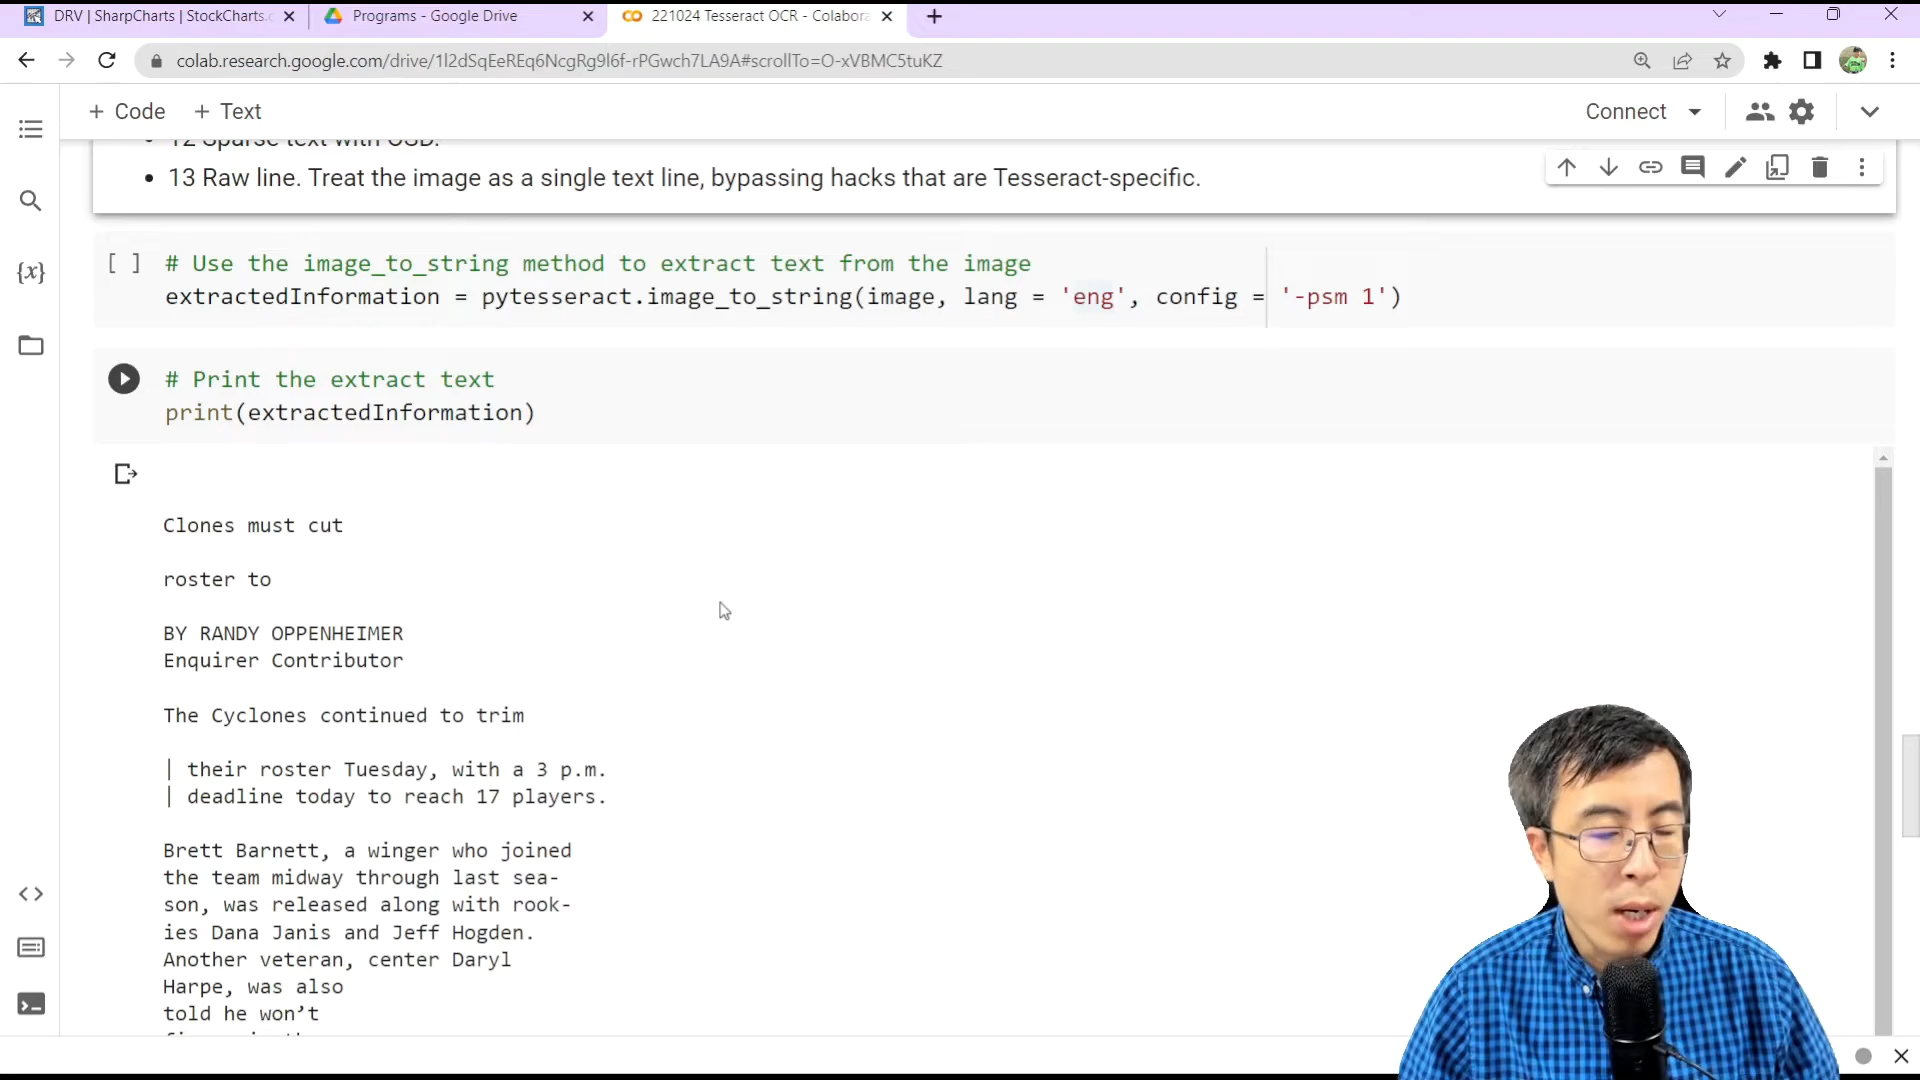 DRV | SharpCharts | StockCharts.c
Programs - Google Drive
221024 Tesseract OCR - Colabora
colab.research.google.com/drive/1l2dSqEeREq6NcgRg9l6f-rPGwch7LA9A#scrollTo=O-xVBMC5tuKZ
+ Code + Text
Connect
• 12 Sparse text with OSD.
• 13 Raw line. Treat the image as a single text line, bypassing hacks that are Tesseract-specific.
[ ] # Use the image_to_string method to extract text from the image
extractedInformation = pytesseract.image_to_string(image, lang = 'eng', config = '-psm 1')
# Print the extract text
print(extractedInformation)
Clones must cut
roster to
BY RANDY OPPENHEIMER
Enquirer Contributor
The Cyclones continued to trim
| their roster Tuesday, with a 3 p.m.
| deadline today to reach 17 players.
Brett Barnett, a winger who joined
the team midway through last sea-
son, was released along with rook-
ies Dana Janis and Jeff Hogden.
Another veteran, center Daryl
Harpe, was also
told he won’t